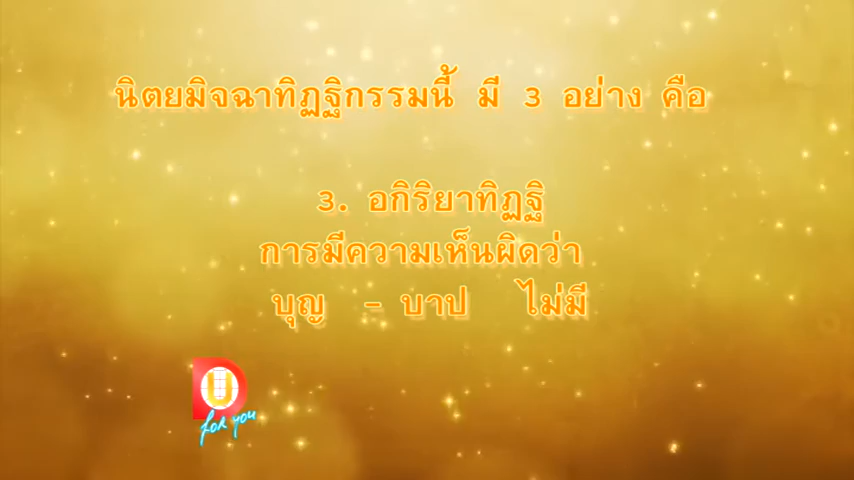 นิตยมิจฉาทิฏฐิกรรมนี้ มี 3 อย่าง คือ
3. อกิริยาทิฏฐิ
การมีความเห็นผิดว่า
บุญ - บาป ไม่มี
U
for you